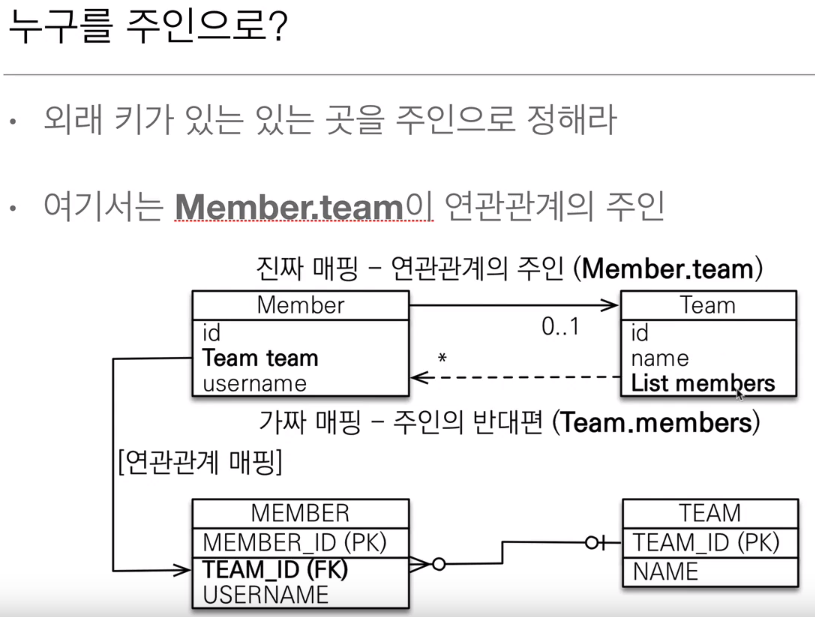 누구를 주인으로?
• 외래 키가 있는 있는 곳을 주인으로 정해라
• 여기서는 Member.team이 연관관계의 주인
진짜 매핑 – 연관관계의 주인 (Member.team)
Member
id
Team team
username
0..1
*
Team
id
name
List members
가짜 매핑 – 주인의 반대편 (Team.members)
[연관관계 매핑]
MEMBER
MEMBER_ID (PK)
TEAM_ID (FK)
USERNAME
TEAM
TEAM_ID (PK)
NAME